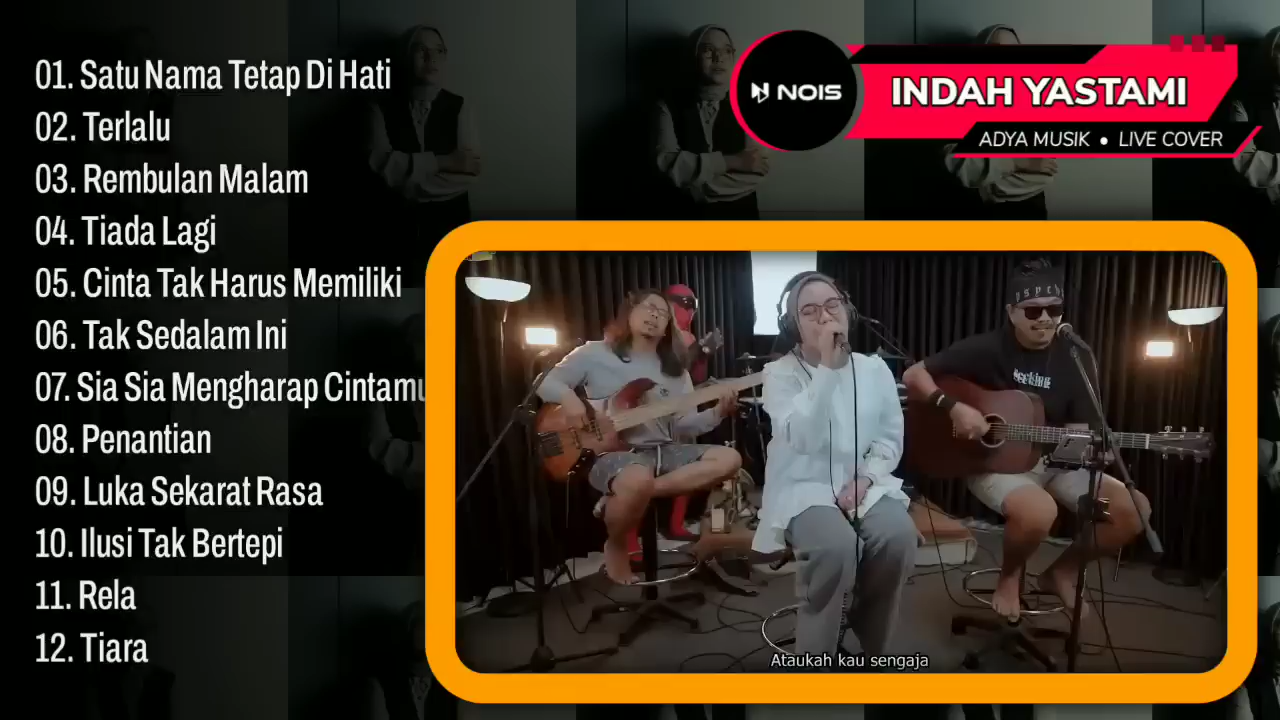 01. Satu Nama Tetap Di Hati
02. Terlalu
03. Rembulan Malam
04. Tiada Lagi
05. Cinta Tak Harus Memiliki
06. Tak Sedalam Ini
07. Sia Sia Mengharap Cintamu
08. Penantian
09. Luka Sekarat Rasa
10. Ilusi Tak Bertepi
11. Rela
12. Tiara
NOIS
INDAH YASTAMI
ADYA MUSIK • LIVE COVER
Ataukah kau sengaja